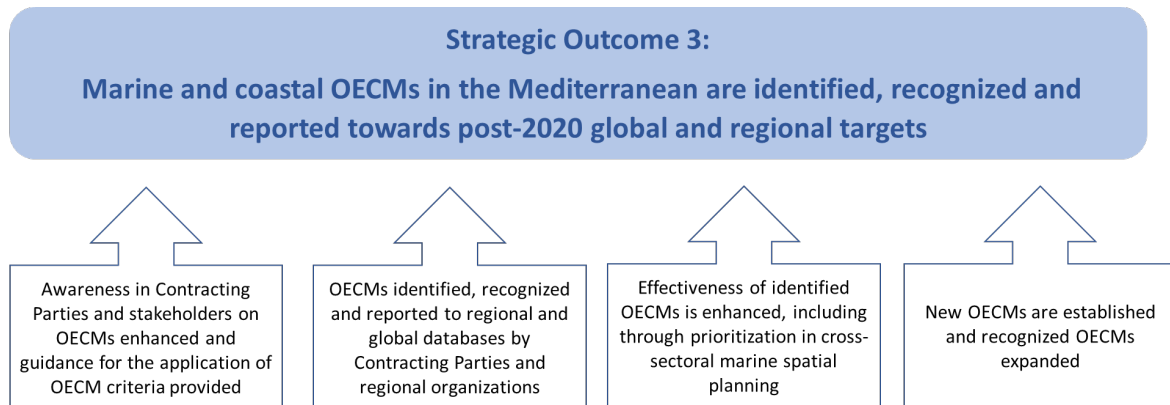 Strategic Outcome 3:
Marine and coastal OECMs in the Mediterranean are identified, recognized and
reported towards post-2020 global and regional targets
Awareness in Contracting
Parties and stakeholders on
OECMs enhanced and
guidance for the application of
OECM criteria provided
OECMs identified, recognized
and reported to regional and
global databases by
Contracting Parties and
regional organizations
Effectiveness of identified
OECMs is enhanced, including
through prioritization in cross-
sectoral marine spatial
planning
New OECMs are established
and recognized OECMs
expanded